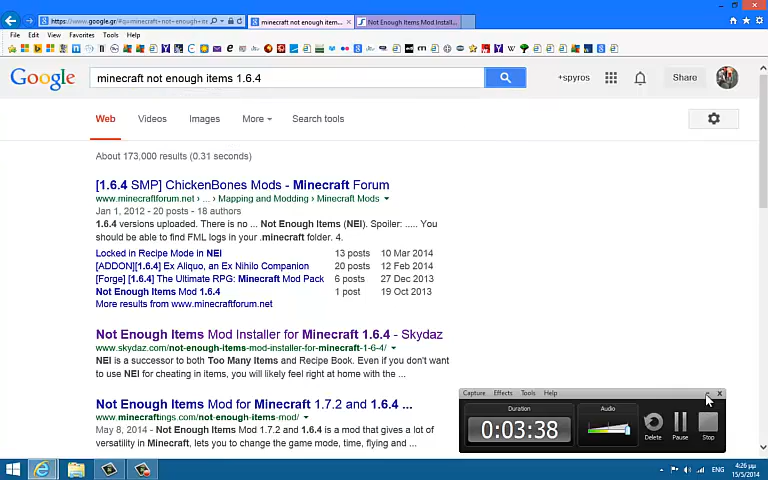 https://www.google.gr/#q=minecraft+not+enough+it
minecraft not enough item...
Not Enough Items Mod Install...
File Edit View Favorites Tools Help
Google
minecraft not enough items 1.6.4
+spyros
Share
Web Videos Images More Search tools
About 173,000 results (0.31 seconds)
[1.6.4 SMP] ChickenBones Mods - Minecraft Forum
www.minecraftforum.net › ... › Mapping and Modding › Minecraft Mods
Jan 1, 2012 - 20 posts - 18 authors
1.6.4 versions uploaded. There is no ... Not Enough Items (NEI). Spoiler: ..... You
should be able to find FML logs in your .minecraft folder. 4.
Locked in Recipe Mode in NEI 13 posts 10 Mar 2014
[ADDON][1.6.4] Ex Aliquo, an Ex Nihilo Companion 20 posts 12 Feb 2014
[Forge] [1.6.4] The Ultimate RPG: Minecraft Mod Pack 6 posts 27 Dec 2013
Not Enough Items Mod 1.6.4 1 post 19 Oct 2013
More results from www.minecraftforum.net
Not Enough Items Mod Installer for Minecraft 1.6.4 - Skydaz
www.skydaz.com/not-enough-items-mod-installer-for-minecraft-1-6-4/
NEI is a successor to both Too Many Items and Recipe Book. Even if you don't want
to use NEI for cheating in items, you will likely feel right at home with the ...
Not Enough Items Mod for Minecraft 1.7.2 and 1.6.4 ...
www.minecraftings.com/not-enough-items-mod/
May 8, 2014 - Not Enough Items Mod 1.7.2 and 1.6.4 is a mod that gives a lot of
versatility in Minecraft, lets you to change the game mode, time, flying and ...
Capture Effects Tools Help
Duration
Audio
0:03:38
Delete Pause Stop
ENG
4:26 μμ
15/5/2014